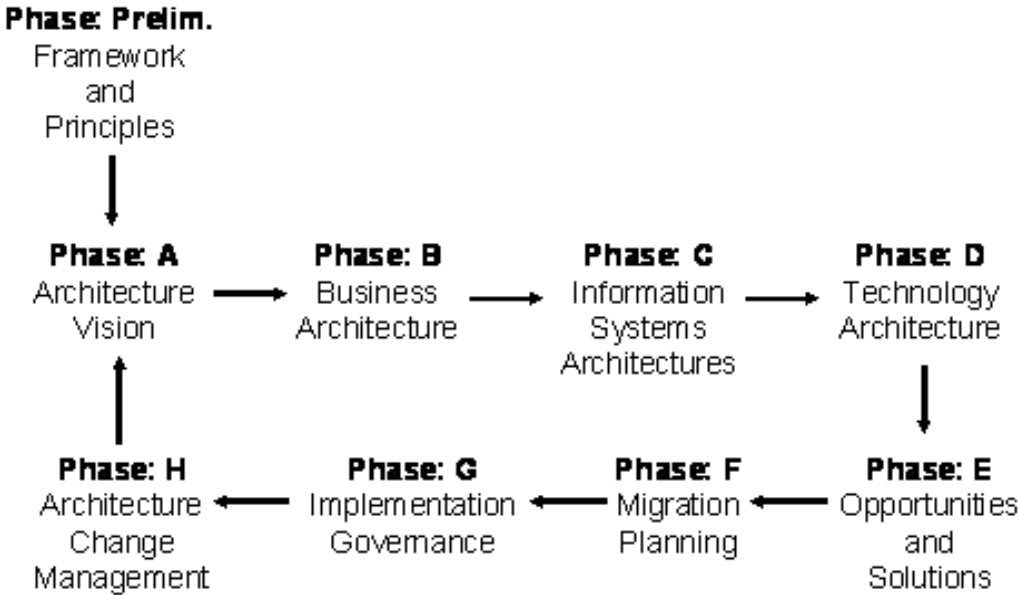 Phase: Prelim.
Framework
and
Principles
Phase: A
Architecture
Vision
Phase: B
Business
Architecture
Phase: C
Information
Systems
Architectures
Phase: D
Technology
Architecture
Phase: H
Architecture
Change
Management
Phase: G
Implementation
Governance
Phase: F
Migration
Planning
Phase: E
Opportunities
and
Solutions